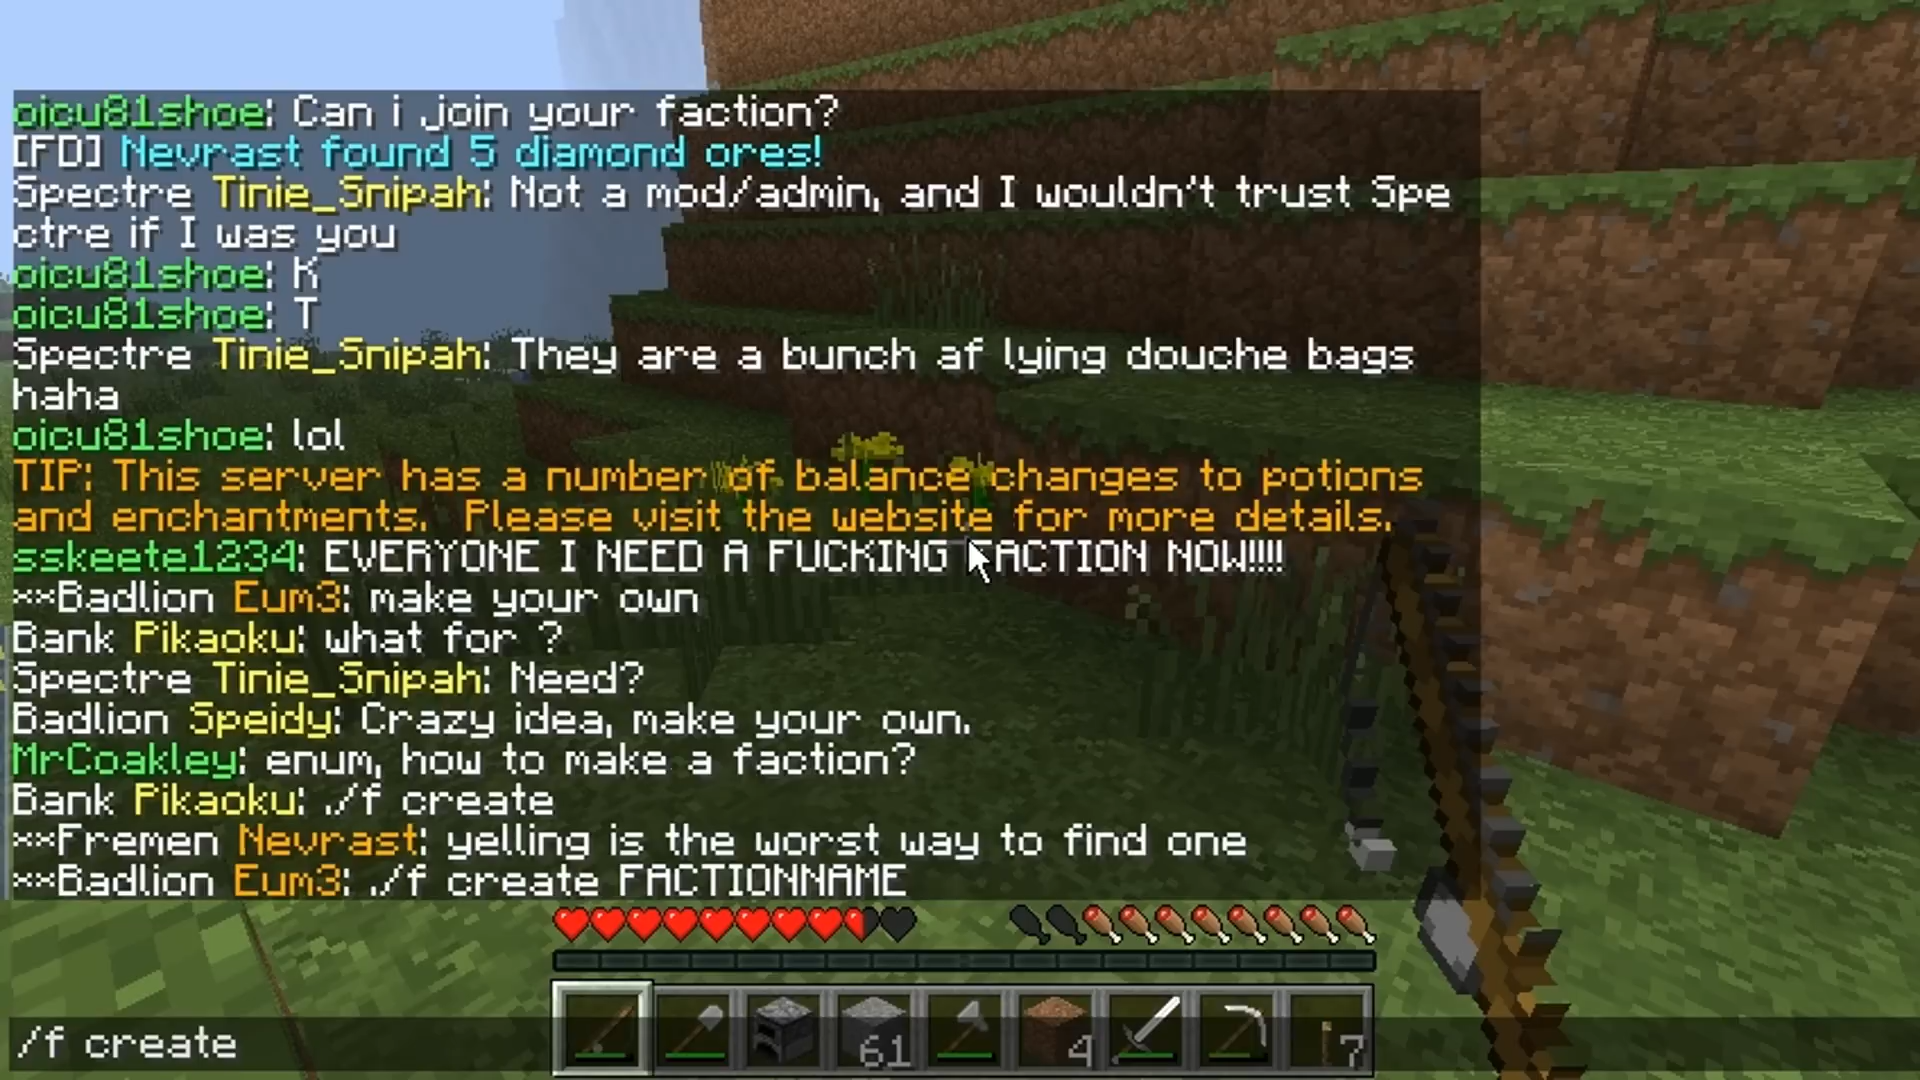 oicu81shoe: Can i join your faction?
[FD] Nevrast found 5 diamond ores!
Spectre Tinie_Snipah: Not a mod/admin, and I wouldn't trust Spe
ctre if I was you
oicu81shoe: K
oicu81shoe: T
Spectre Tinie_Snipah: They are a bunch af lying douche bags
haha
oicu81shoe: lol
TIP: This server has a number of balance changes to potions
and enchantments. Please visit the website for more details.
sskeete1234: EVERYONE I NEED A FUCKING FACTION NOW!!!!
**Badlion Eum3: make your own
Bank Pikaoku: what for ?
Spectre Tinie_Snipah: Need?
Badlion Speidy: Crazy idea, make your own.
MrCoakley: enum, how to make a faction?
Bank Pikaoku: ./f create
**Fremen Nevrast: yelling is the worst way to find one
**Badlion Eum3: ./f create FACTIONNAME
61
4
7
/f create